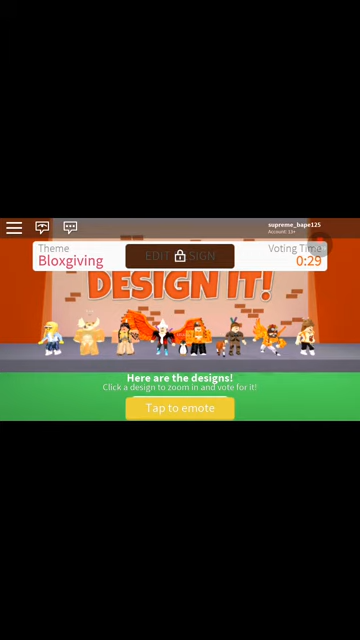 supreme_bape125
Account: 13+
Theme
EDIT DESIGN
Voting Time
Bloxgiving
0:29
DESIGN IT!
Here are the designs!
Click a design to zoom in and vote for it!
Tap to emote